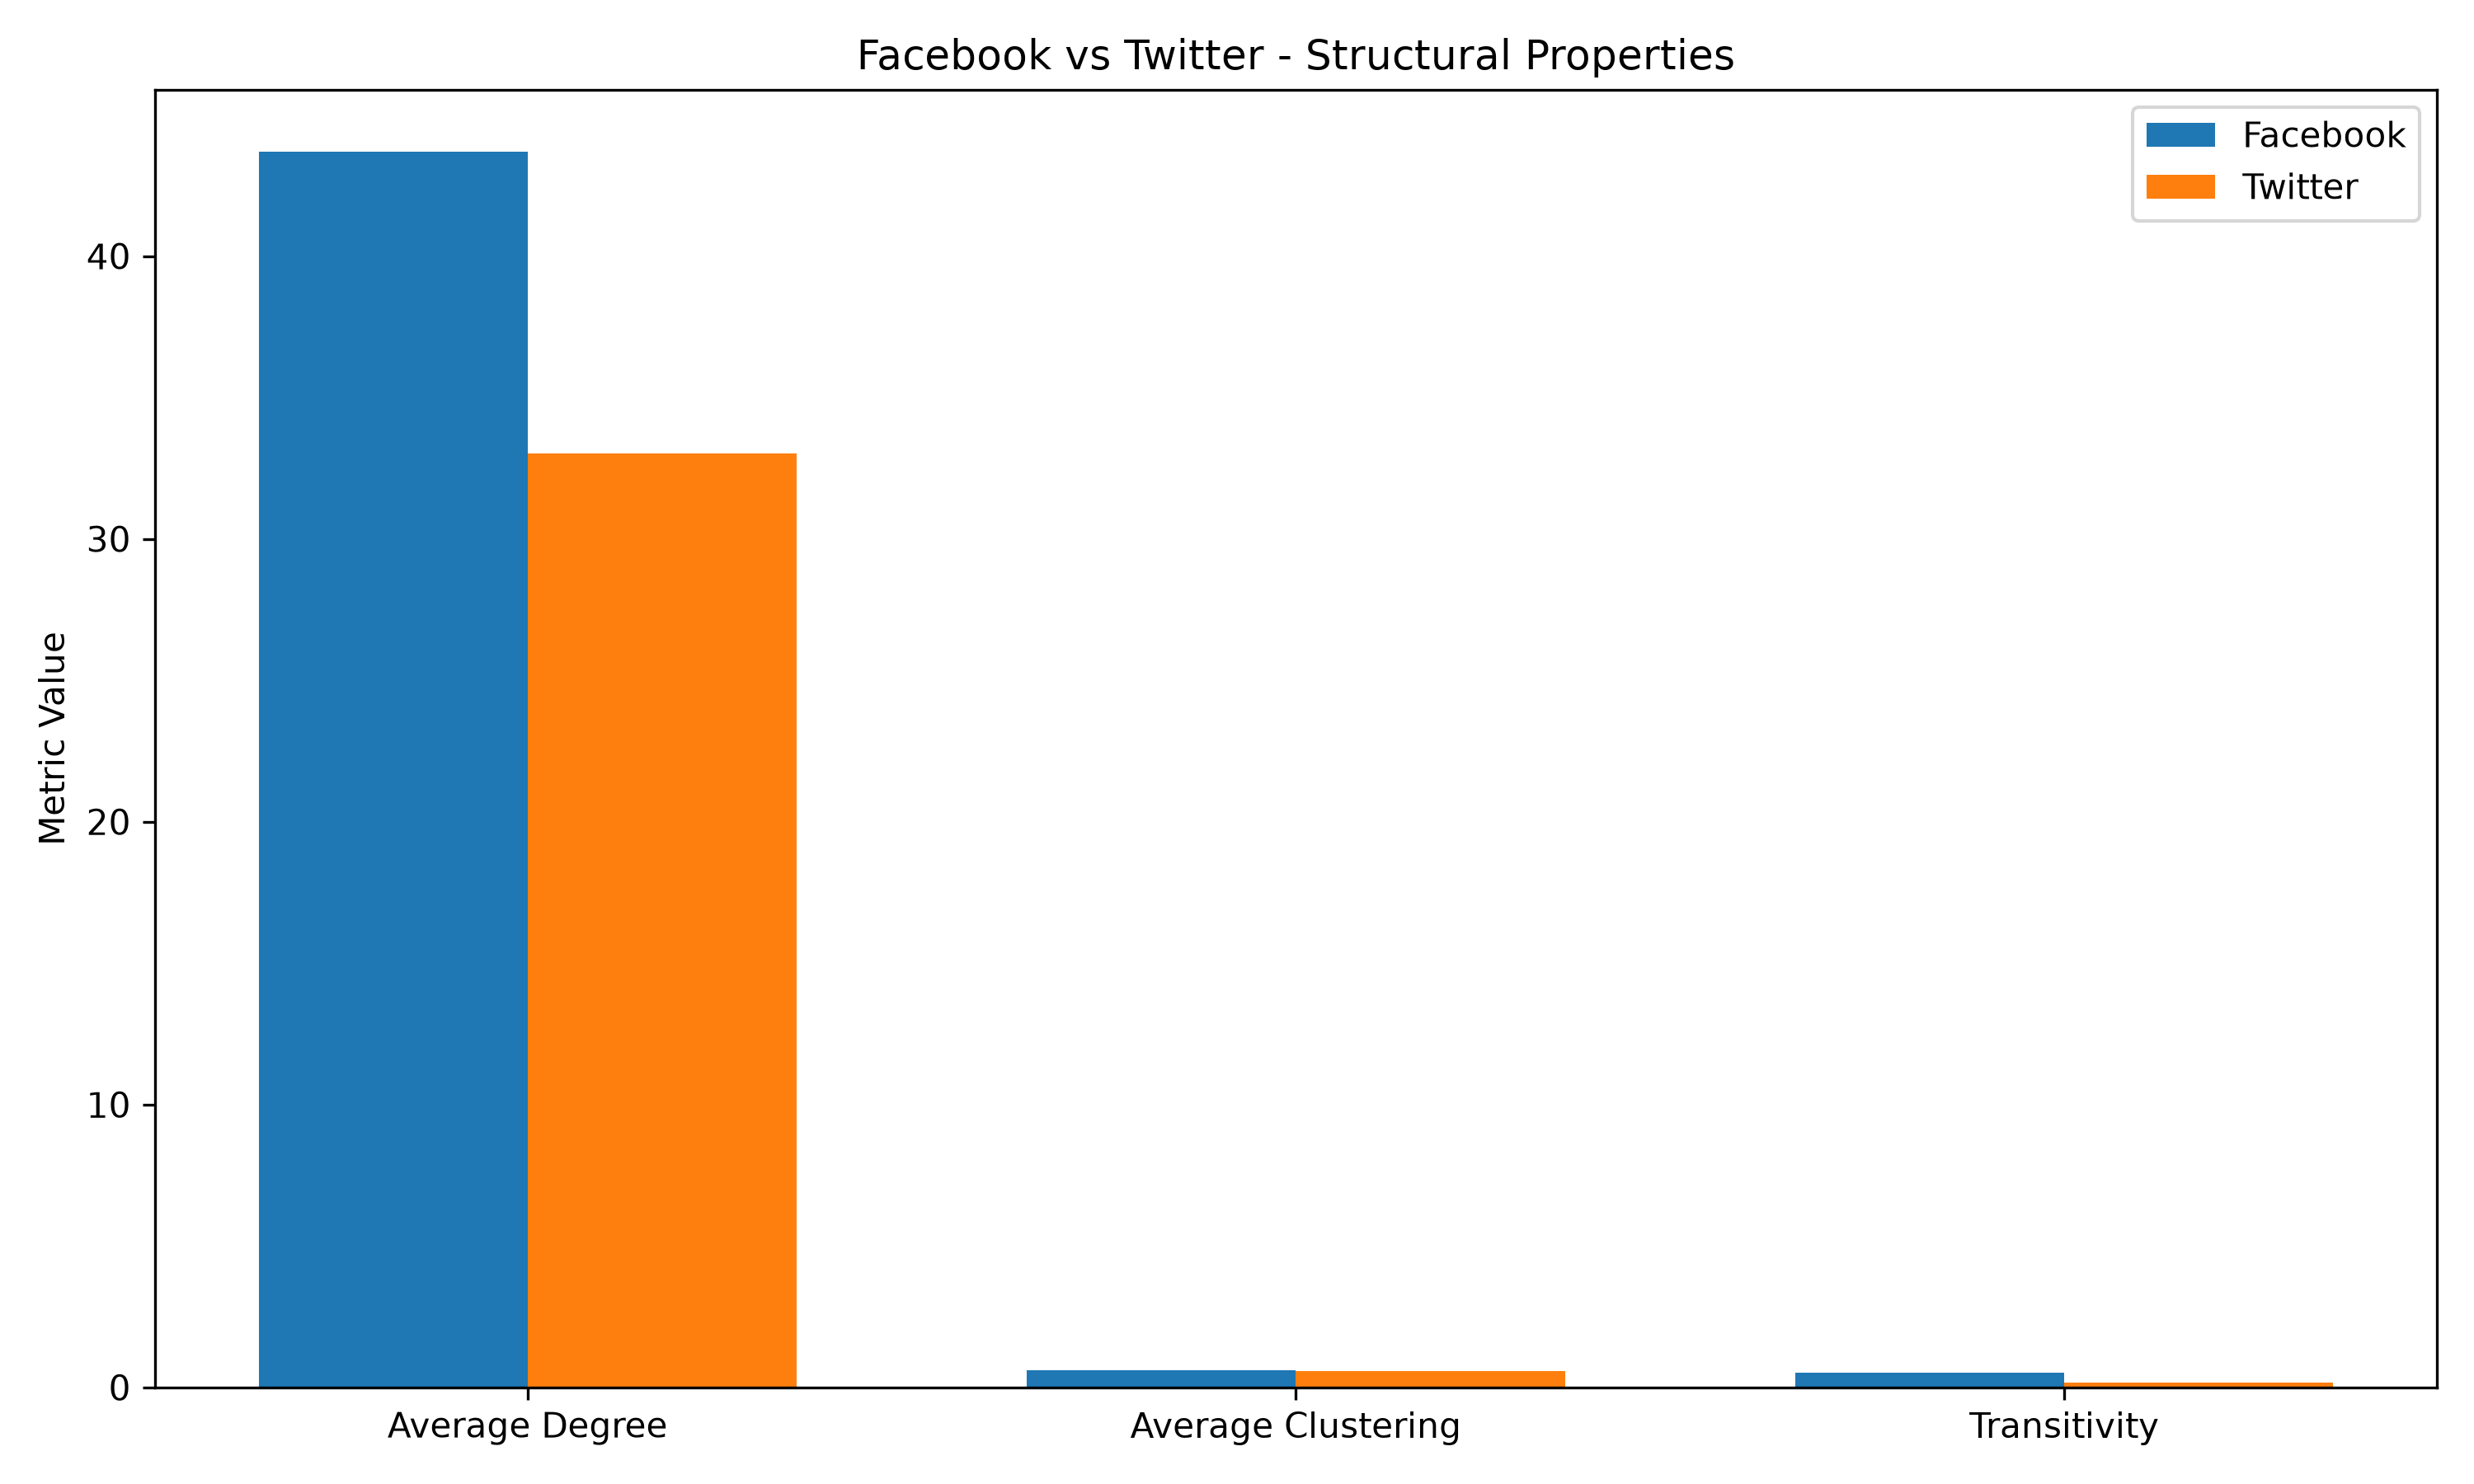 Facebook vs Twitter - Structural Properties
Facebook
Twitter
40
30
20
10
0
Metric Value
Average Degree
Average Clustering
Transitivity